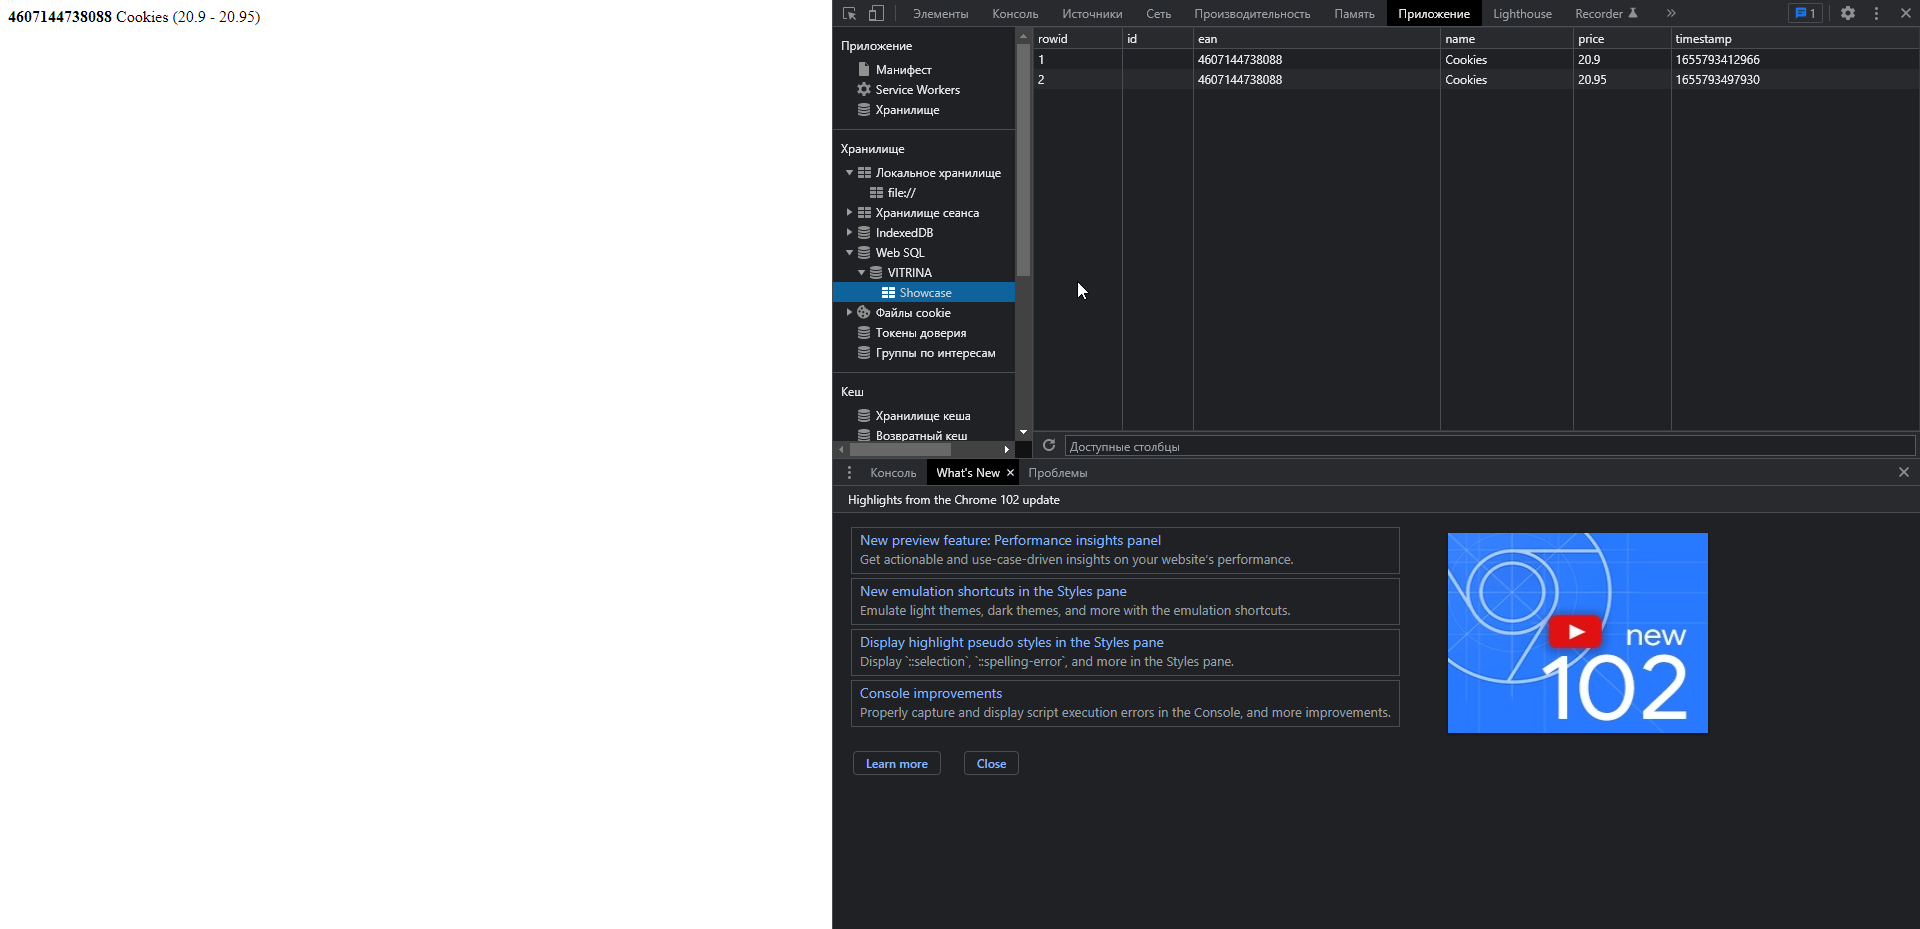 4607144738088 Cookies (20.9 - 20.95)
Элементы Консоль Источники Сеть Производительность Память Приложение Lighthouse Recorder » 1
Приложение
Манифест
Service Workers
Хранилище
Хранилище
Локальное хранилище
file://
Хранилище сеанса
IndexedDB
Web SQL
VITRINA
Showcase
Файлы cookie
Токены доверия
Группы по интересам
Кеш
Хранилище кеша
Возвратный кеш
rowid id ean name price timestamp
1 4607144738088 Cookies 20.9 1655793412966
2 4607144738088 Cookies 20.95 1655793497930
Доступные столбцы
Консоль What's New Проблемы
Highlights from the Chrome 102 update
New preview feature: Performance insights panel
Get actionable and use-case-driven insights on your website's performance.
New emulation shortcuts in the Styles pane
Emulate light themes, dark themes, and more with the emulation shortcuts.
Display highlight pseudo styles in the Styles pane
Display `::selection`, `::spelling-error`, and more in the Styles pane.
Console improvements
Properly capture and display script execution errors in the Console, and more improvements.
Learn more Close
new
102